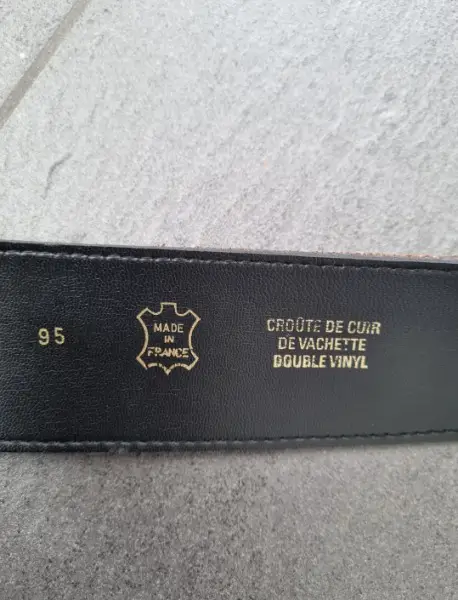 95
MADE
IN
FRANCE
CROÛTE DE CUIR
DE VACHETTE
DOUBLE VINYL